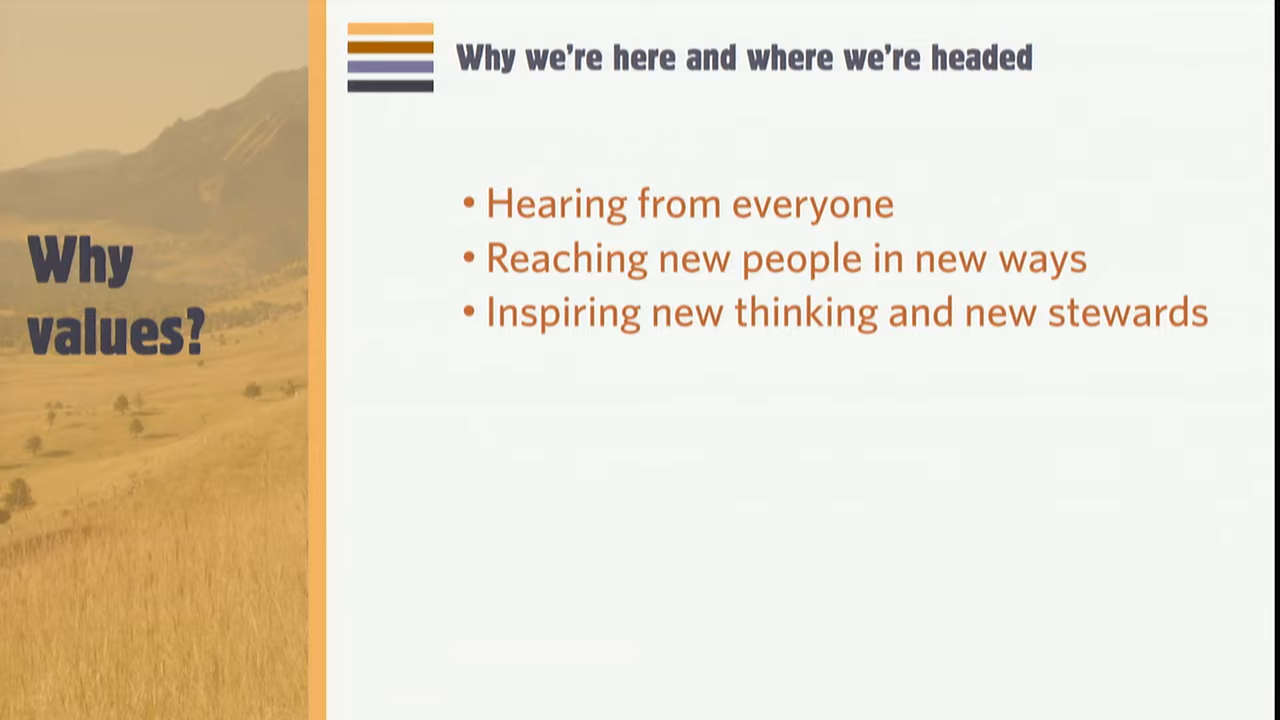 Why we're here and where we're headed
Why
values?
• Hearing from everyone
• Reaching new people in new ways
• Inspiring new thinking and new stewards